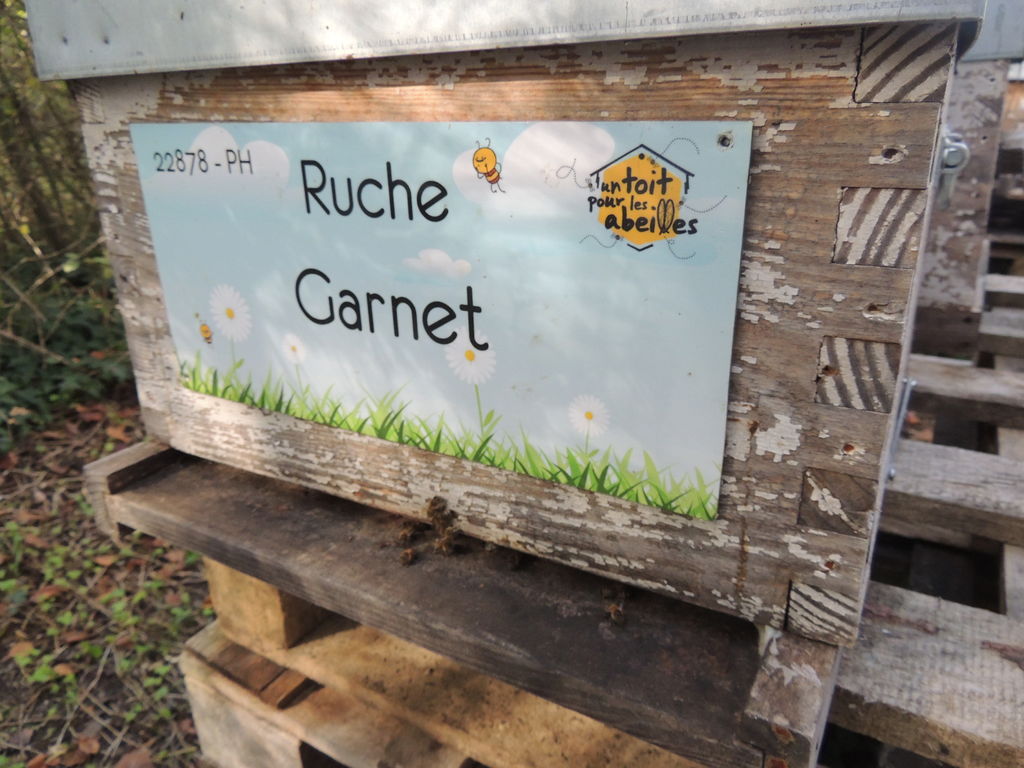 22878 - PH
Ruche
Garnet
un toit
pour les
abeilles